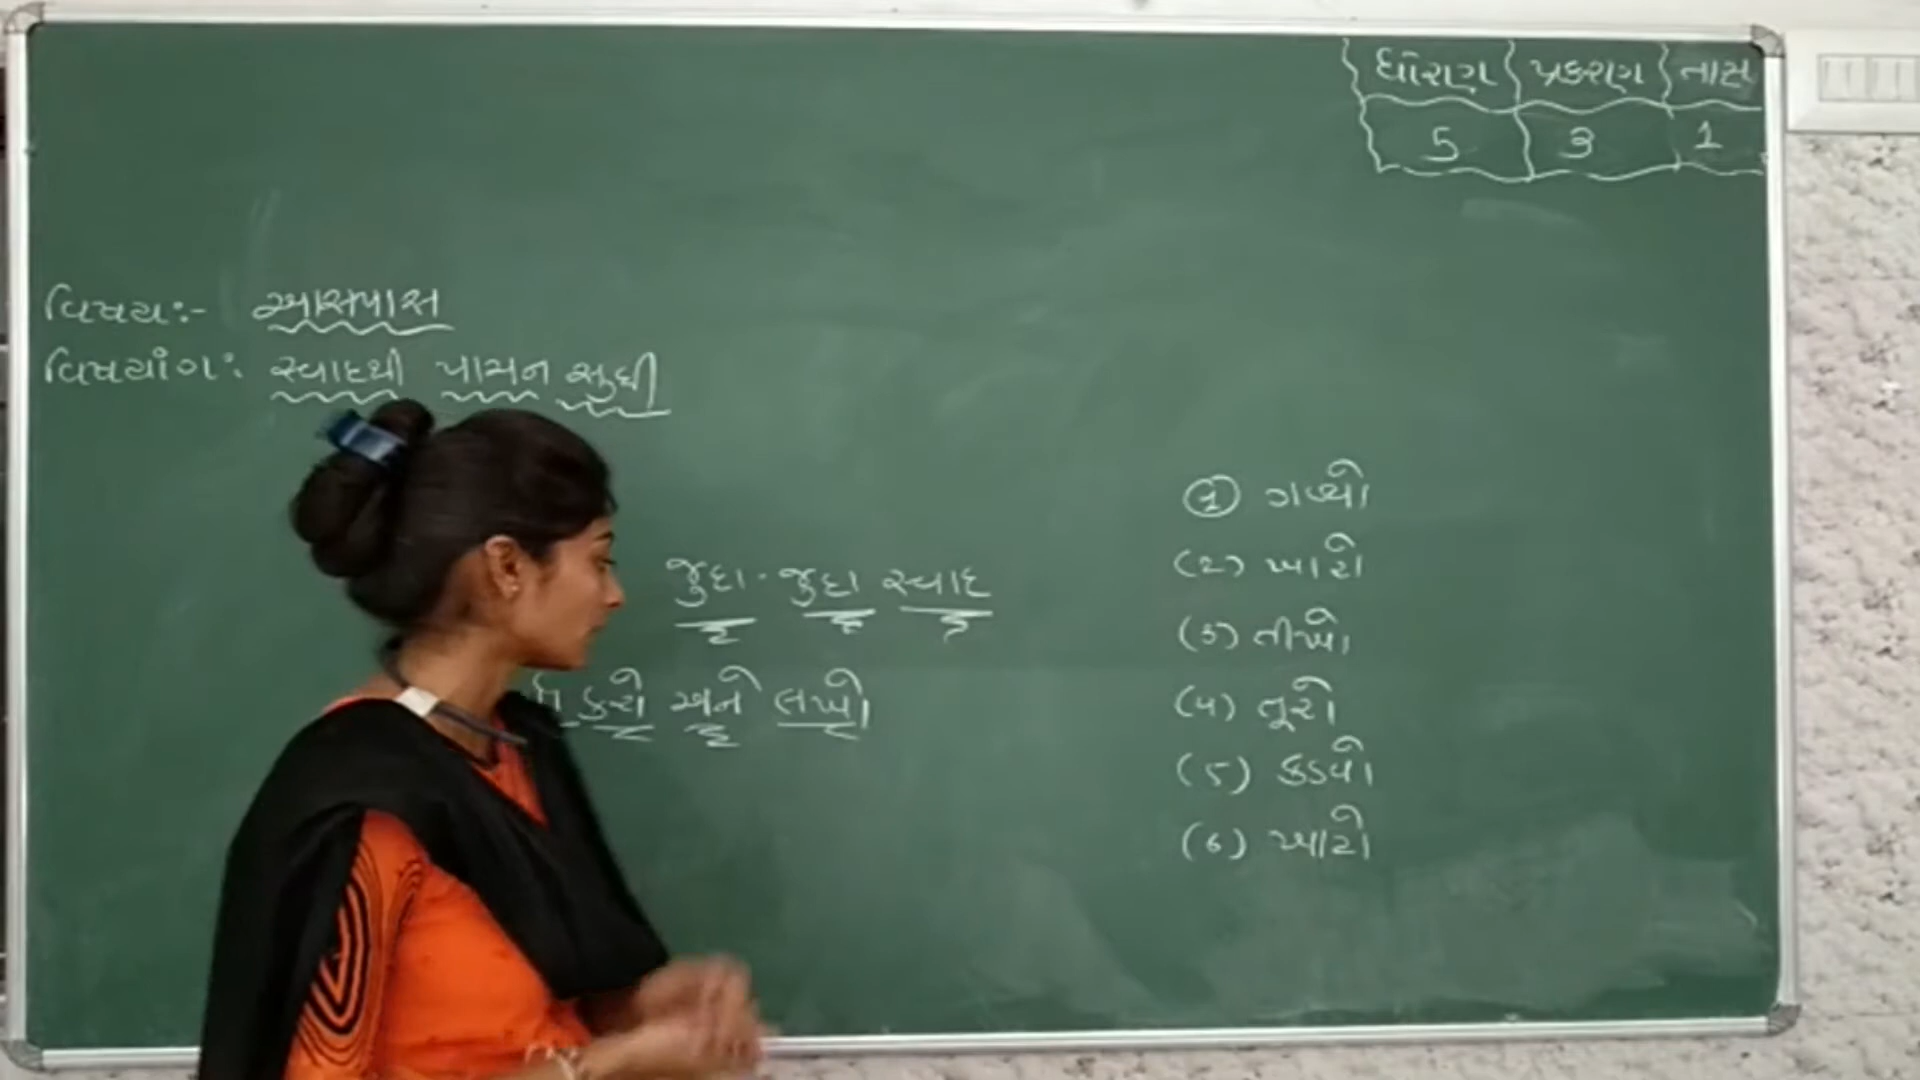 ધોરણ પ્રકરણ તાસ
5 3 1
વિષય:- આસપાસ
વિષયાંગ: સ્વાદથી પાચન સુધી
જુદા-જુદા સ્વાદ
કરો અને લખો
(1) ગળ્યો
(2) ખારો
(3) તીખો
(4) તૂરો
(5) કડવો
(6) ખાટો